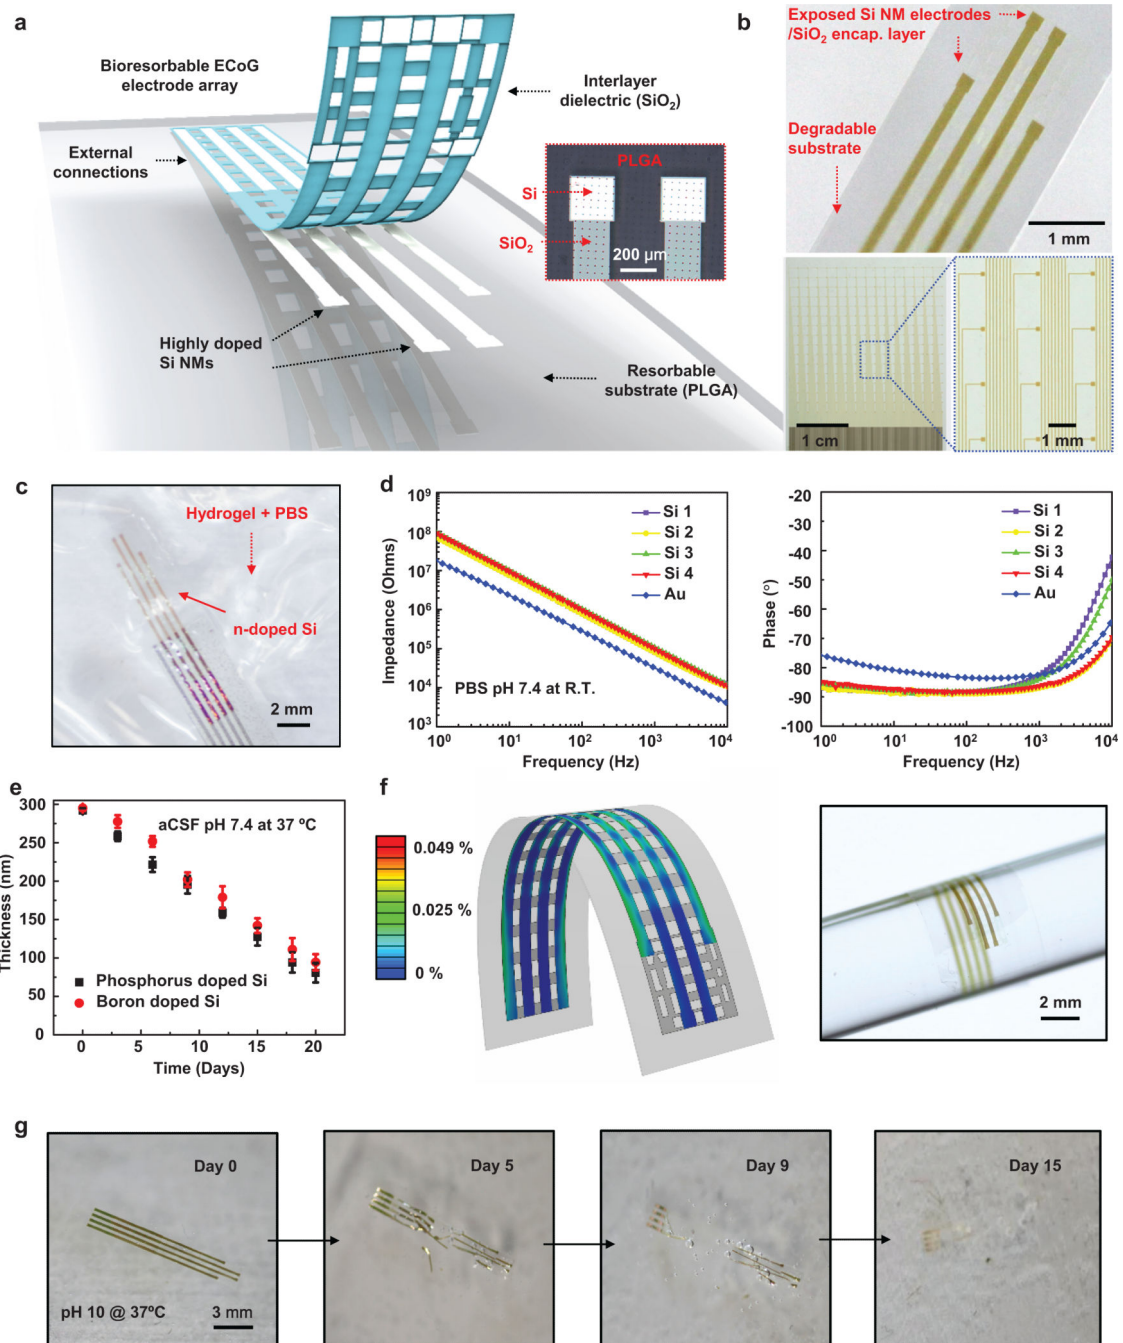 a
Bioresorbable ECoG
electrode array
External
connections
Interlayer
dielectric (SiO₂)
PLGA
Si
SiO₂
200 µm
Highly doped
Si NMs
Resorbable
substrate (PLGA)
b
Exposed Si NM electrodes
/SiO₂ encap. layer
Degradable
substrate
1 mm
1 cm
1 mm
c
Hydrogel + PBS
n-doped Si
2 mm
d
Impedance (Ohms)
10⁹
10⁸
10⁷
10⁶
10⁵
10⁴
10³
Si 1
Si 2
Si 3
Si 4
Au
PBS pH 7.4 at R.T.
10⁰ 10¹ 10² 10³ 10⁴
Frequency (Hz)
Phase (°)
-20
-30
-40
-50
-60
-70
-80
-90
-100
Si 1
Si 2
Si 3
Si 4
Au
10⁰ 10¹ 10² 10³ 10⁴
Frequency (Hz)
e
Thickness (nm)
300
250
200
150
100
50
0
aCSF pH 7.4 at 37 ºC
Phosphorus doped Si
Boron doped Si
0 5 10 15 20
Time (Days)
f
0.049 %
0.025 %
0 %
2 mm
g
Day 0
pH 10 @ 37ºC
3 mm
Day 5
Day 9
Day 15